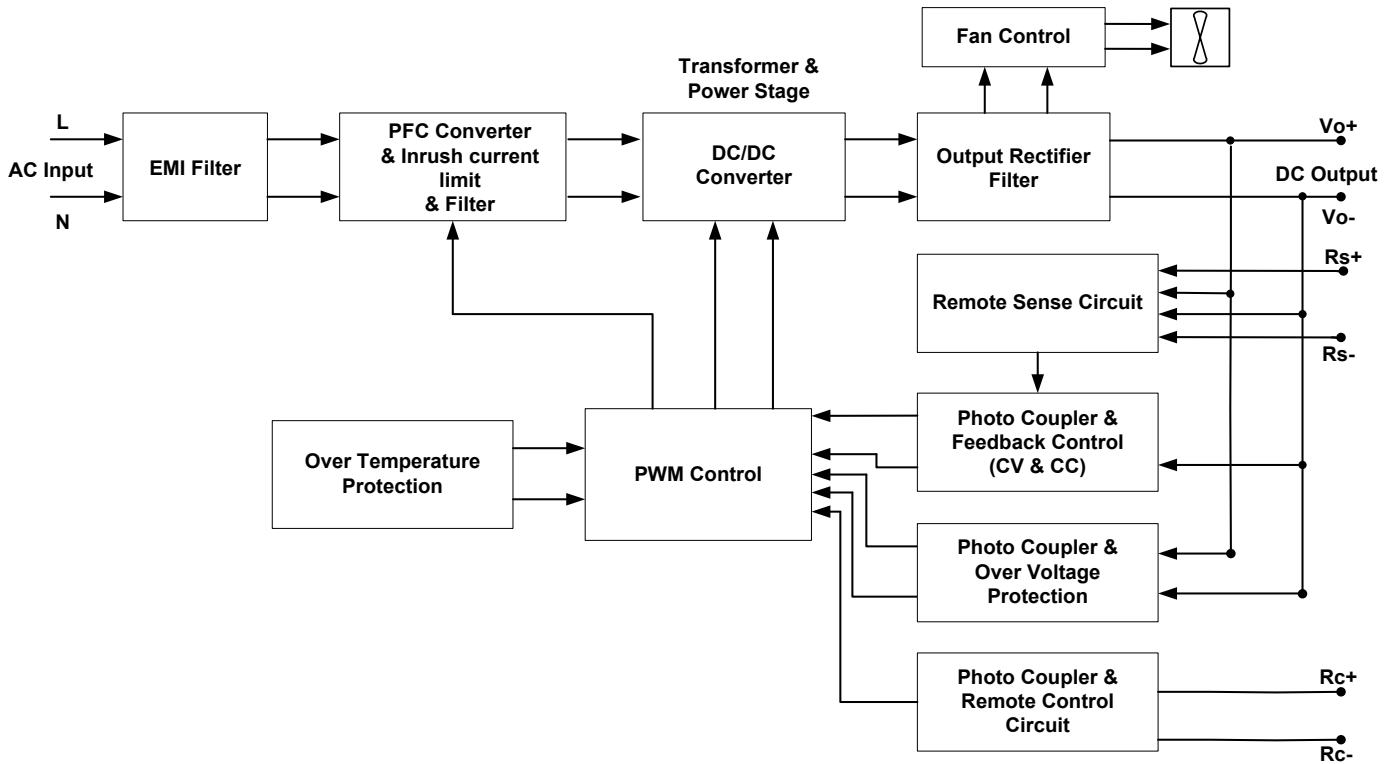 Fan Control
Transformer &
Power Stage
L
AC Input
N
EMI Filter
PFC Converter
& Inrush current
limit
& Filter
DC/DC
Converter
Output Rectifier
Filter
Vo+
DC Output
Vo-
Rs+
Remote Sense Circuit
Rs-
Over Temperature
Protection
PWM Control
Photo Coupler &
Feedback Control
(CV & CC)
Photo Coupler &
Over Voltage
Protection
Photo Coupler &
Remote Control
Circuit
Rc+
Rc-